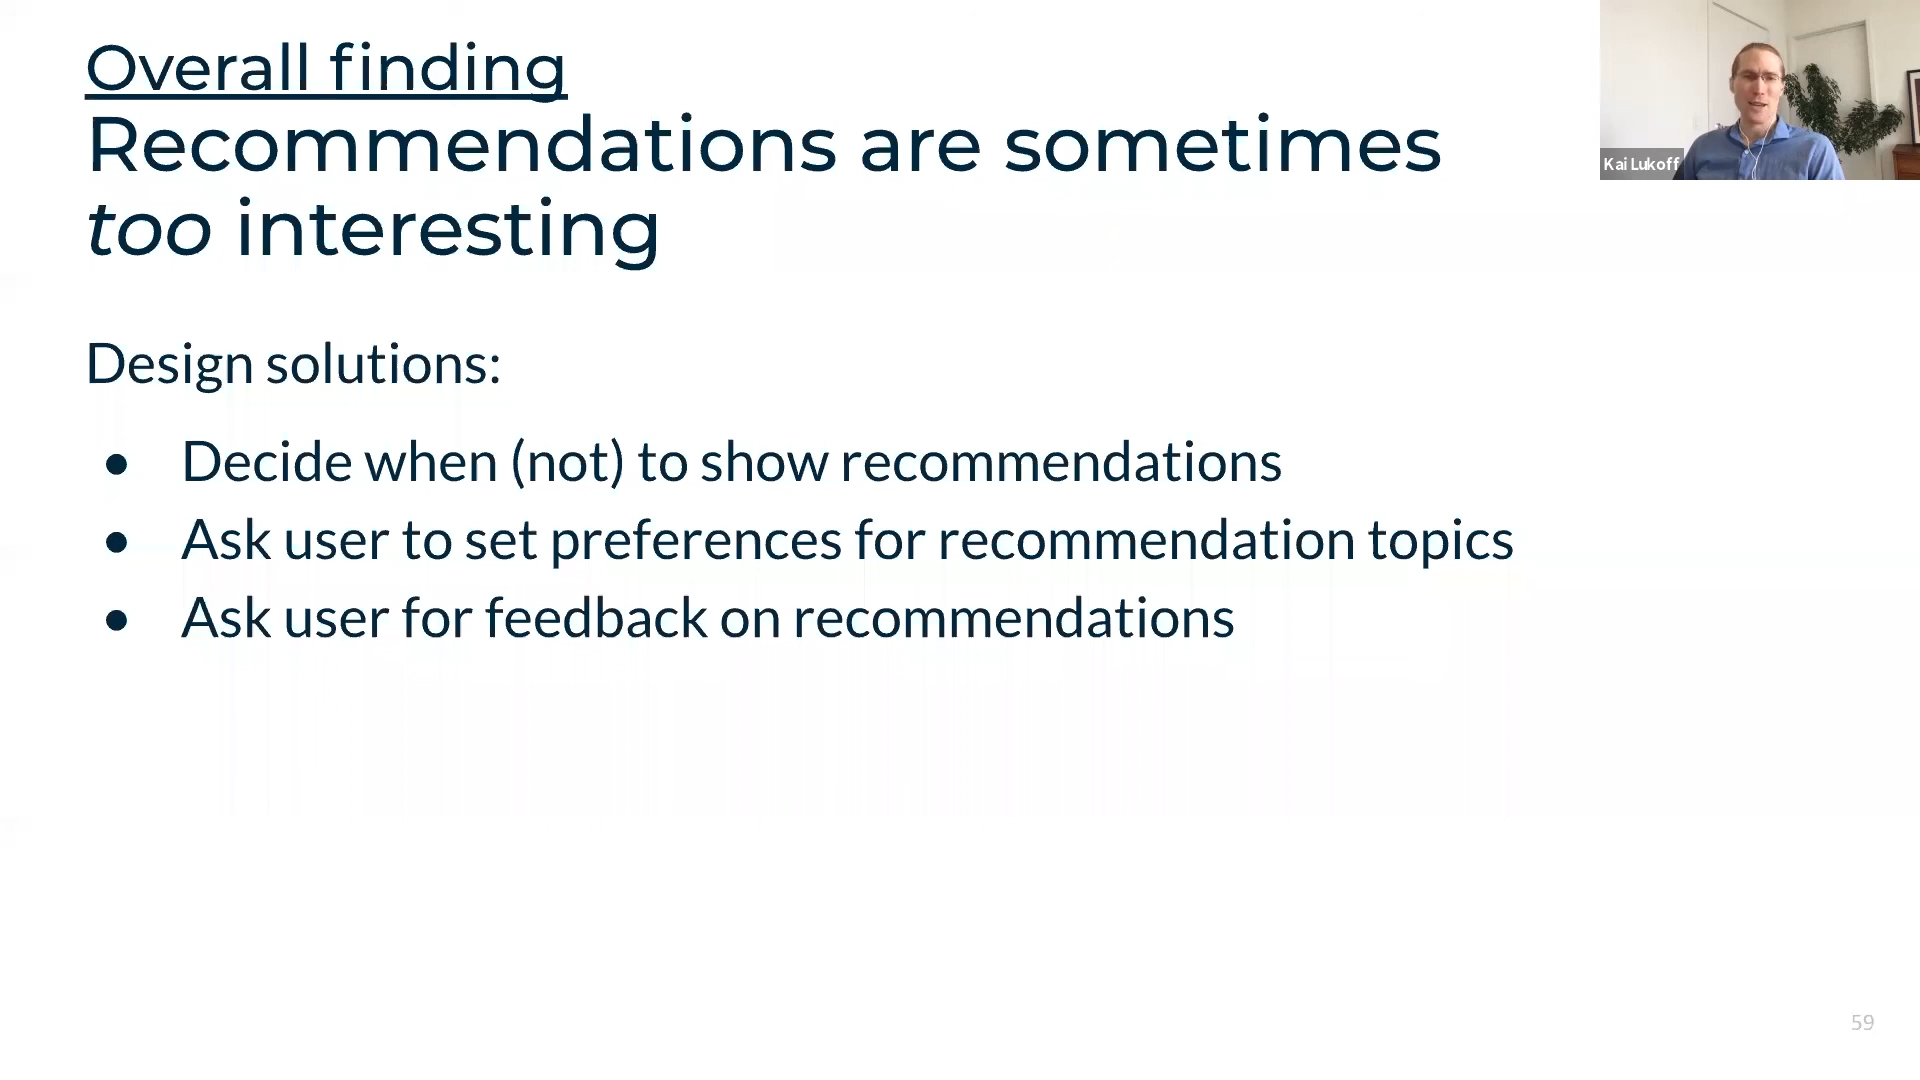 Overall finding
Recommendations are sometimes
too interesting
Kai Lukoff
Design solutions:
● Decide when (not) to show recommendations
● Ask user to set preferences for recommendation topics
● Ask user for feedback on recommendations
59